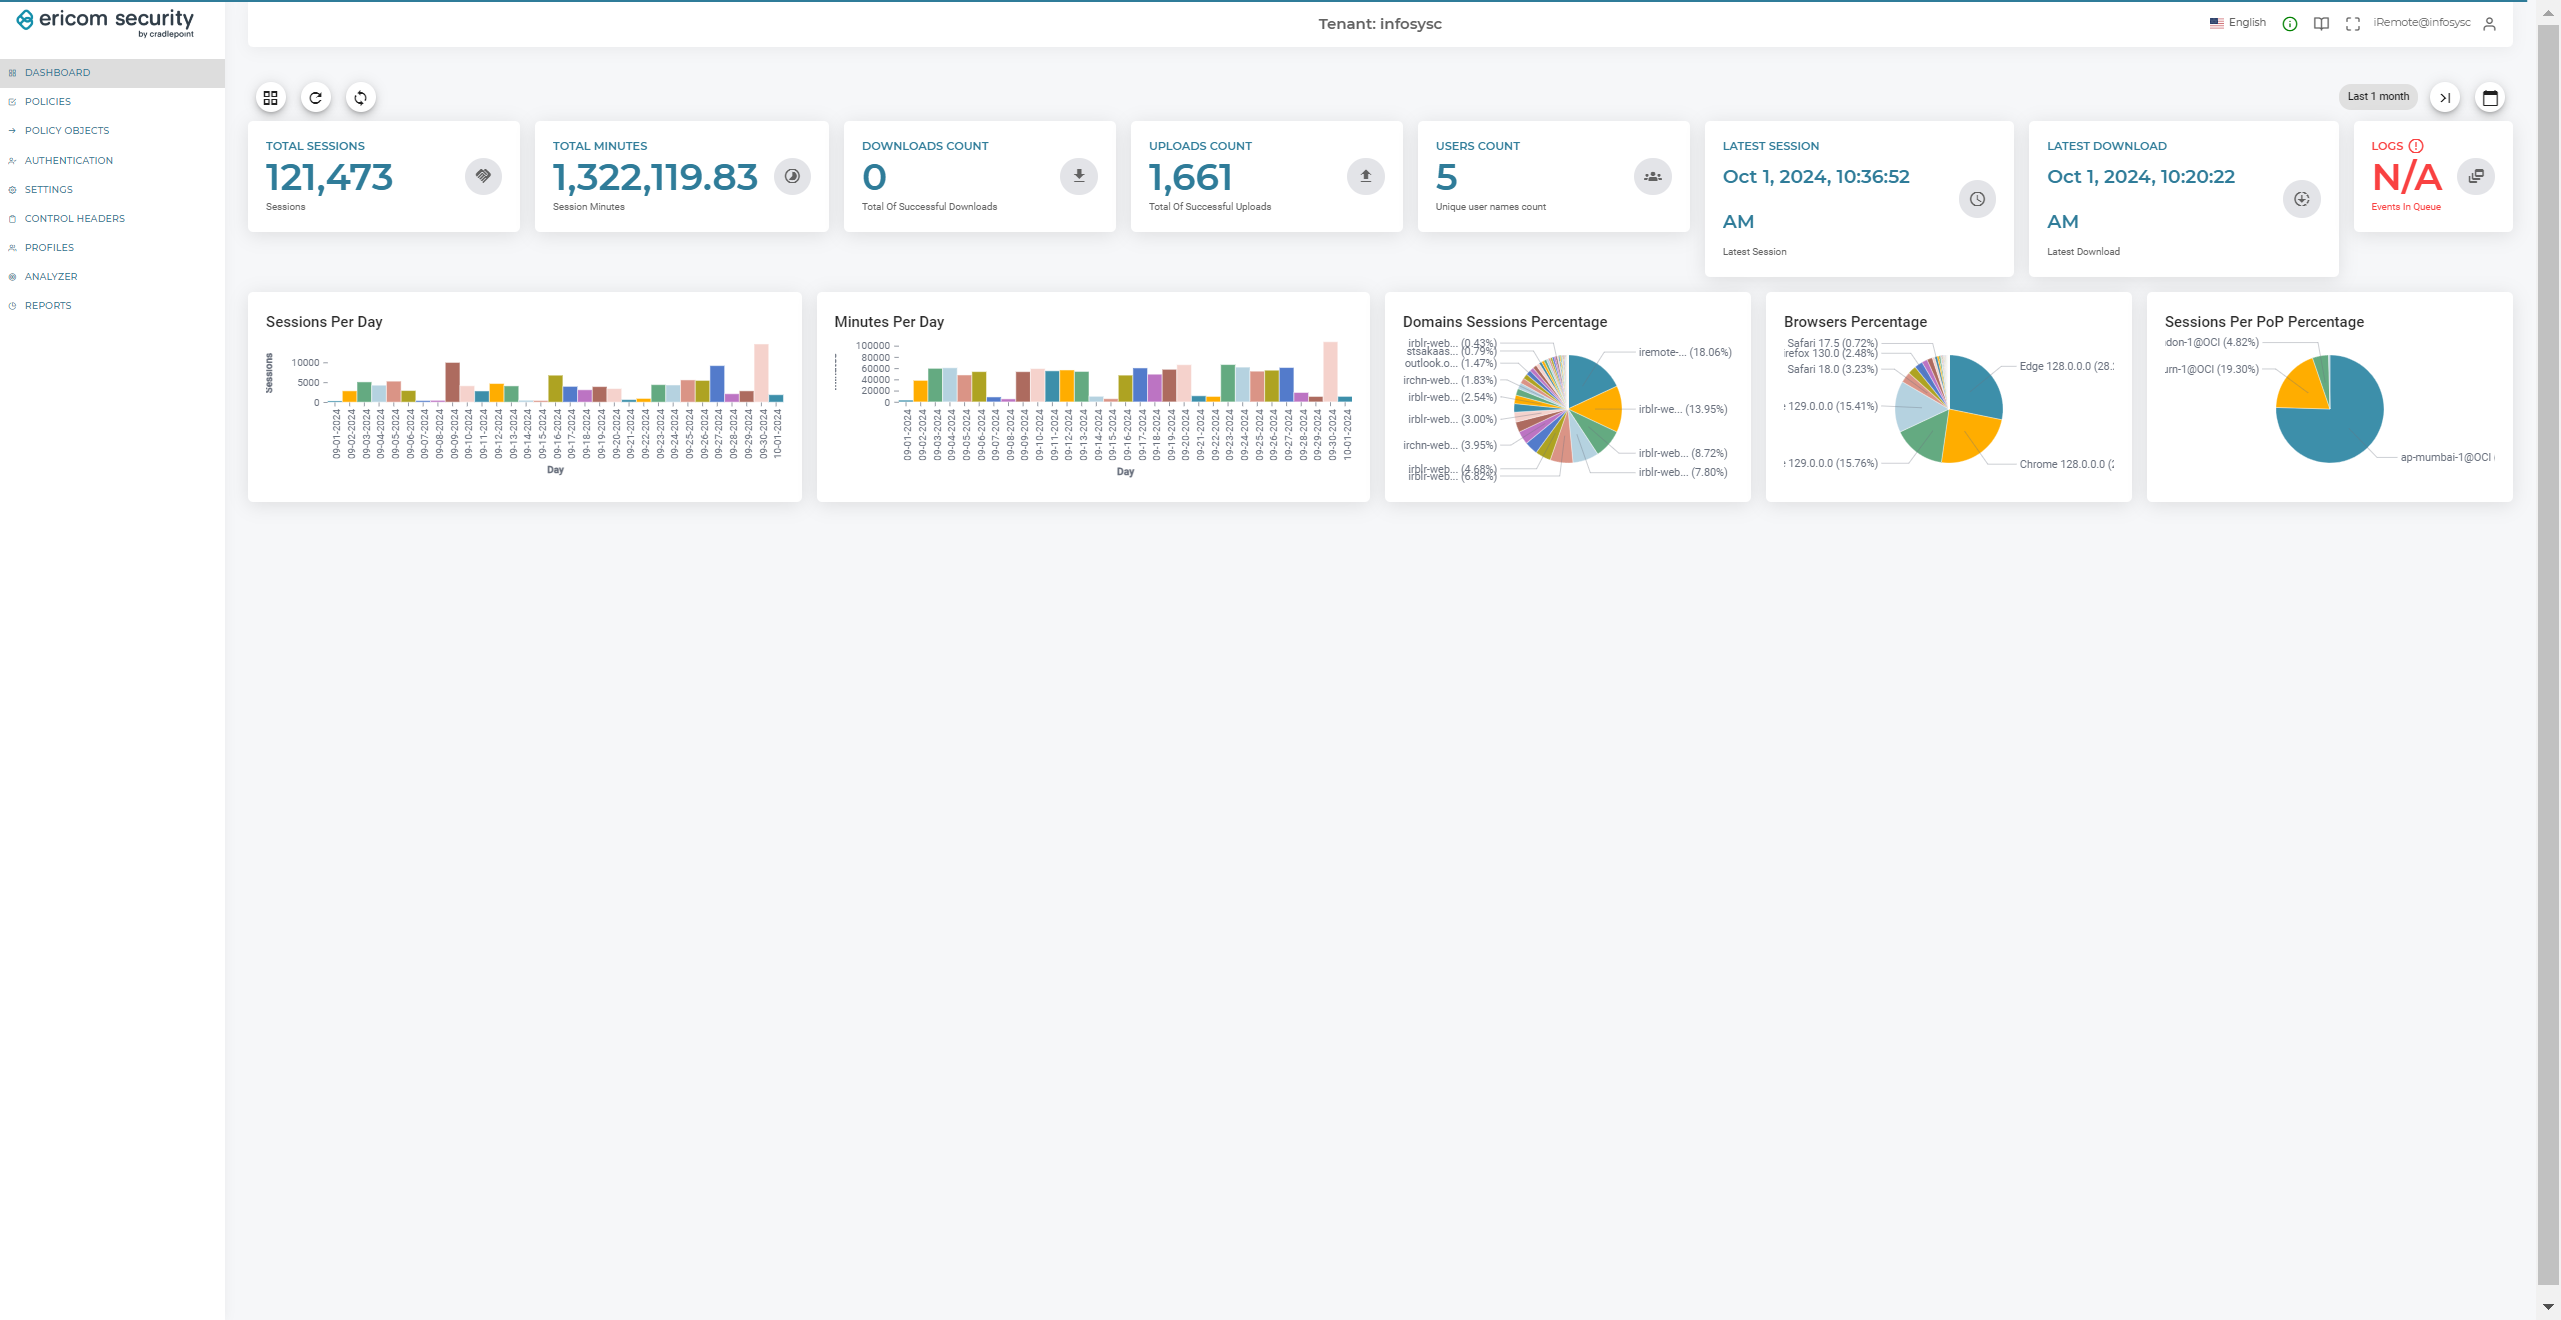 ericom security
by cradlepoint
Tenant: infosysc
English
iRemote@infosysc
DASHBOARD
POLICIES
POLICY OBJECTS
AUTHENTICATION
SETTINGS
CONTROL HEADERS
PROFILES
ANALYZER
REPORTS
Last 1 month
TOTAL SESSIONS
121,473
Sessions
TOTAL MINUTES
1,322,119.83
Session Minutes
DOWNLOADS COUNT
0
Total Of Successful Downloads
UPLOADS COUNT
1,661
Total Of Successful Uploads
USERS COUNT
5
Unique user names count
LATEST SESSION
Oct 1, 2024, 10:36:52
AM
Latest Session
LATEST DOWNLOAD
Oct 1, 2024, 10:20:22
AM
Latest Download
LOGS
N/A
Events In Queue
Sessions Per Day
Sessions
10000
5000
0
09-01-2024
09-02-2024
09-03-2024
09-04-2024
09-05-2024
09-06-2024
09-07-2024
09-08-2024
09-09-2024
09-10-2024
09-11-2024
09-12-2024
09-13-2024
09-14-2024
09-15-2024
09-16-2024
09-17-2024
09-18-2024
09-19-2024
09-20-2024
09-21-2024
09-22-2024
09-23-2024
09-24-2024
09-25-2024
09-26-2024
09-27-2024
09-28-2024
09-29-2024
09-30-2024
10-01-2024
Day
Minutes Per Day
100000
80000
60000
40000
20000
0
09-01-2024
09-02-2024
09-03-2024
09-04-2024
09-05-2024
09-06-2024
09-07-2024
09-08-2024
09-09-2024
09-10-2024
09-11-2024
09-12-2024
09-13-2024
09-14-2024
09-15-2024
09-16-2024
09-17-2024
09-18-2024
09-19-2024
09-20-2024
09-21-2024
09-22-2024
09-23-2024
09-24-2024
09-25-2024
09-26-2024
09-27-2024
09-28-2024
09-29-2024
09-30-2024
10-01-2024
Day
Domains Sessions Percentage
irblr-web... (0.43%)
stsakaas... (0.79%)
outlook.o... (1.47%)
irchn-web... (1.83%)
irblr-web... (2.54%)
irblr-web... (3.00%)
irchn-web... (3.95%)
irblr-web... (4.68%)
irblr-web... (6.82%)
iremote-... (18.06%)
irblr-we... (13.95%)
irblr-web... (8.72%)
irblr-web... (7.80%)
Browsers Percentage
Safari 17.5 (0.72%)
refox 130.0 (2.48%)
Safari 18.0 (3.23%)
129.0.0.0 (15.41%)
129.0.0.0 (15.76%)
Edge 128.0.0.0 (28.
Chrome 128.0.0.0 (
Sessions Per PoP Percentage
don-1@OCI (4.82%)
rn-1@OCI (19.30%)
ap-mumbai-1@OCI